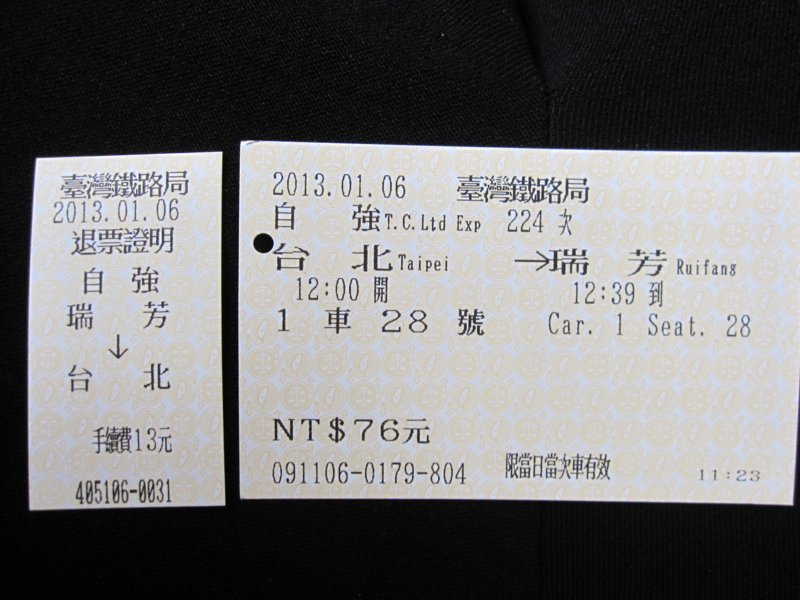 臺灣鐵路局
2013.01.06
退票證明
自 強
瑞 芳
↓
台 北
手續費13元
405106-0031
2013.01.06 臺灣鐵路局
自 強 T.C.Ltd Exp 224 次
台 北 Taipei →瑞 芳 Ruifang
12:00 開 12:39 到
1 車 28 號 Car. 1 Seat. 28
NT$76元
091106-0179-804 限當日當次車有效 11:23